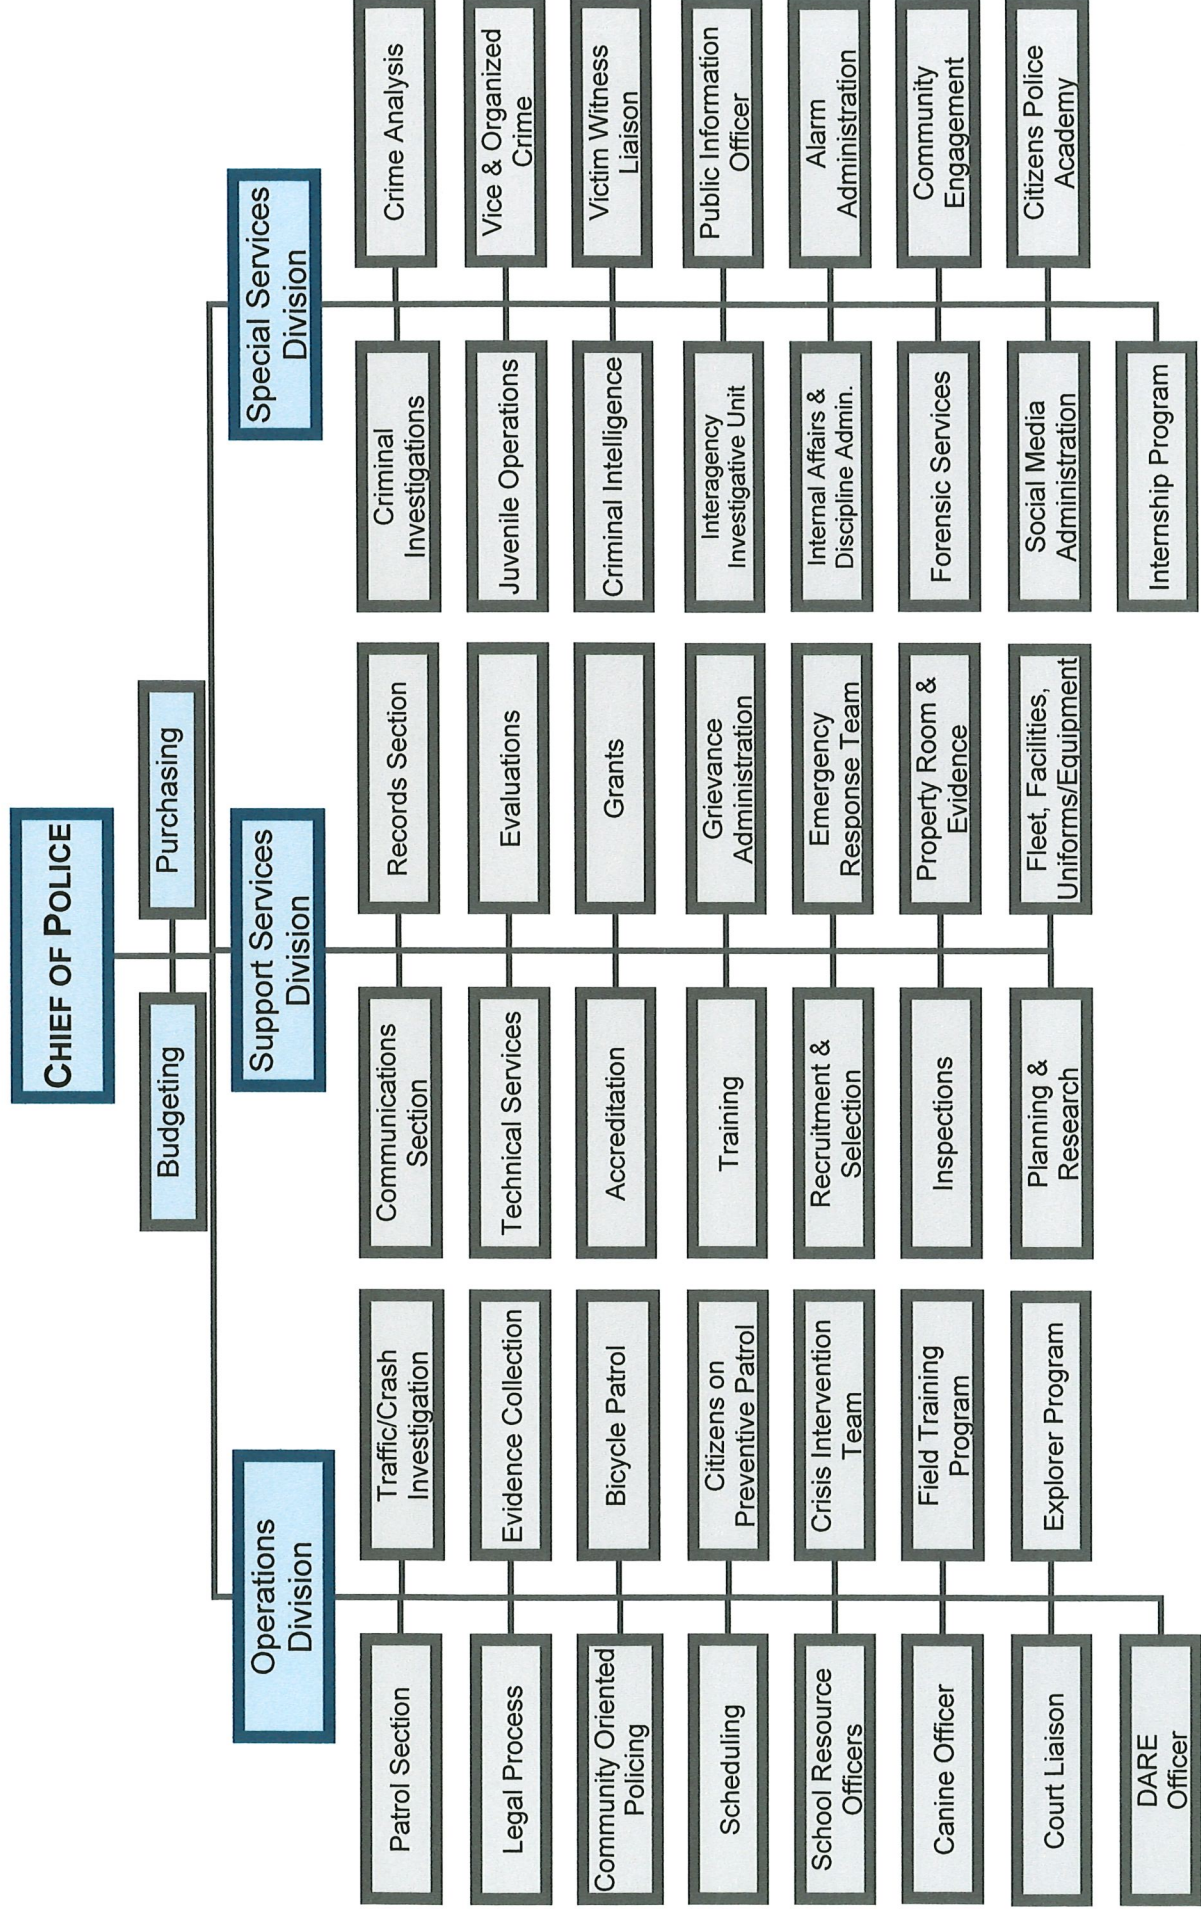 CHIEF OF POLICE
Budgeting
Purchasing
Operations
Division
Support Services
Division
Special Services
Division
Patrol Section
Traffic/Crash
Investigation
Legal Process
Evidence Collection
Community Oriented
Policing
Bicycle Patrol
Scheduling
Citizens on
Preventive Patrol
School Resource
Officers
Crisis Intervention
Team
Canine Officer
Field Training
Program
Court Liaison
Explorer Program
DARE
Officer
Communications
Section
Records Section
Technical Services
Evaluations
Accreditation
Grants
Training
Grievance
Administration
Recruitment &
Selection
Emergency
Response Team
Inspections
Property Room &
Evidence
Planning &
Research
Fleet, Facilities,
Uniforms/Equipment
Criminal
Investigations
Crime Analysis
Juvenile Operations
Vice & Organized
Crime
Criminal Intelligence
Victim Witness
Liaison
Interagency
Investigative Unit
Public Information
Officer
Internal Affairs &
Discipline Admin.
Alarm
Administration
Forensic Services
Community
Engagement
Social Media
Administration
Citizens Police
Academy
Internship Program